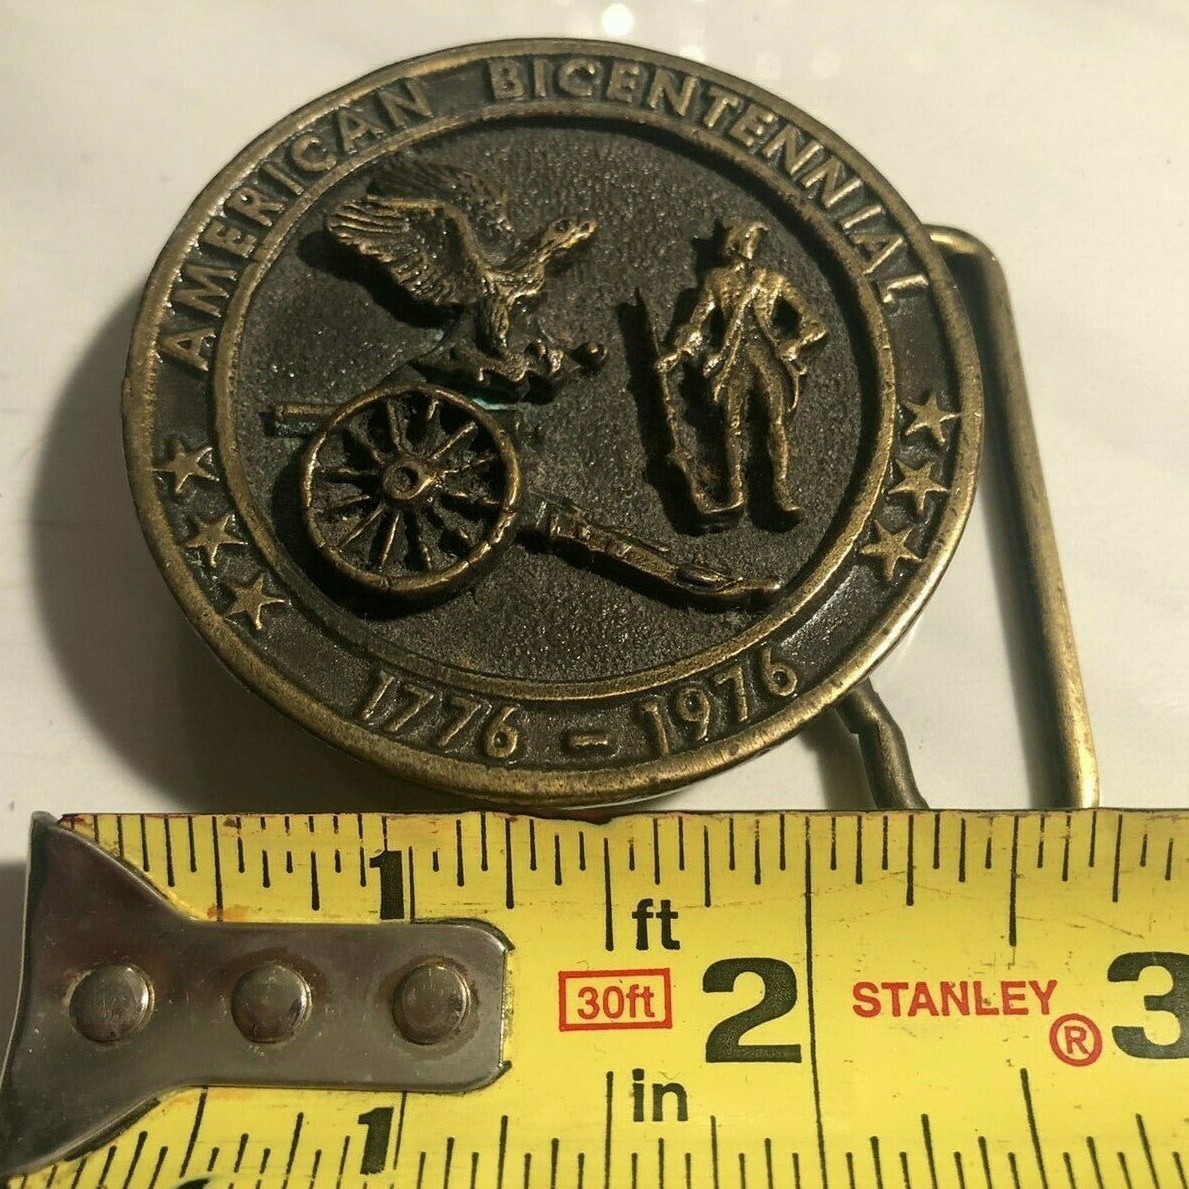 AMERICAN BICENTENNIAL
1776 - 1976
1
ft
30ft 2 STANLEY ® 3
in
1